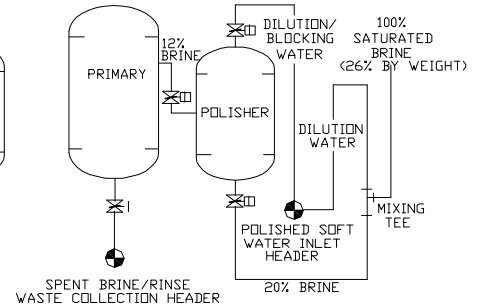 100%
SATURATED
BRINE
(26% BY WEIGHT)
DILUTION/
BLOCKING
WATER
12%
BRINE
PRIMARY
POLISHER
DILUTION
WATER
MIXING
TEE
POLISHED SOFT
WATER INLET
HEADER
SPENT BRINE/RINSE
WASTE COLLECTION HEADER
20% BRINE